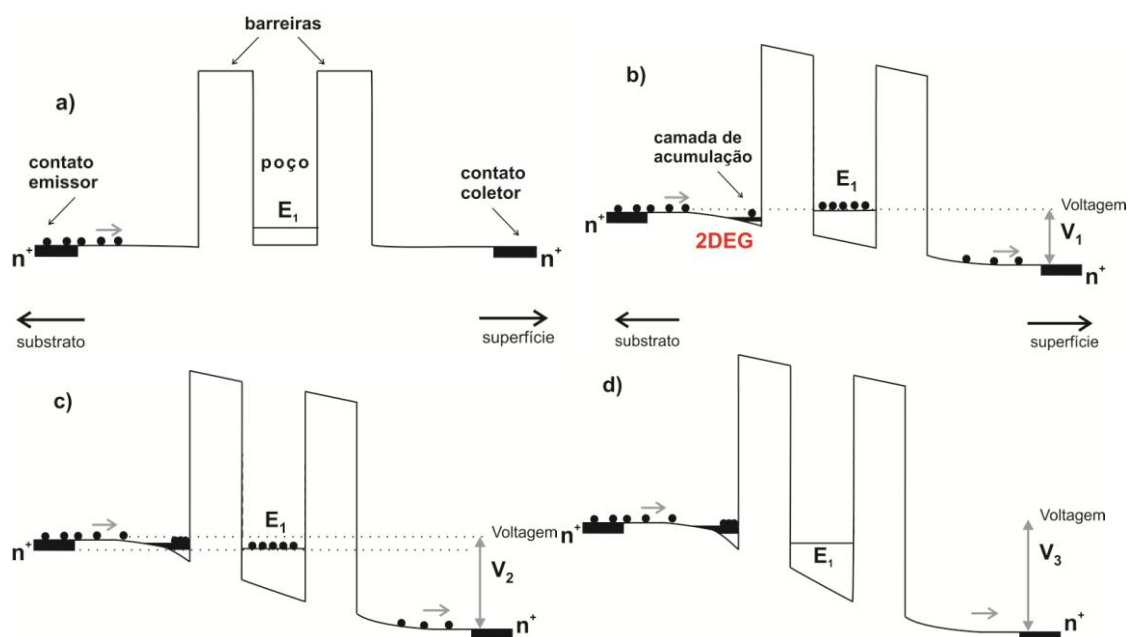 barreiras
a)
contato
emissor
poço
E₁
contato
coletor
n⁺
n⁺
substrato
superfície
b)
camada de
acumulação
E₁
Voltagem
n⁺
2DEG
V₁
n⁺
substrato
superfície
c)
E₁
Voltagem
n⁺
V₂
n⁺
d)
Voltagem
n⁺
E₁
V₃
n⁺